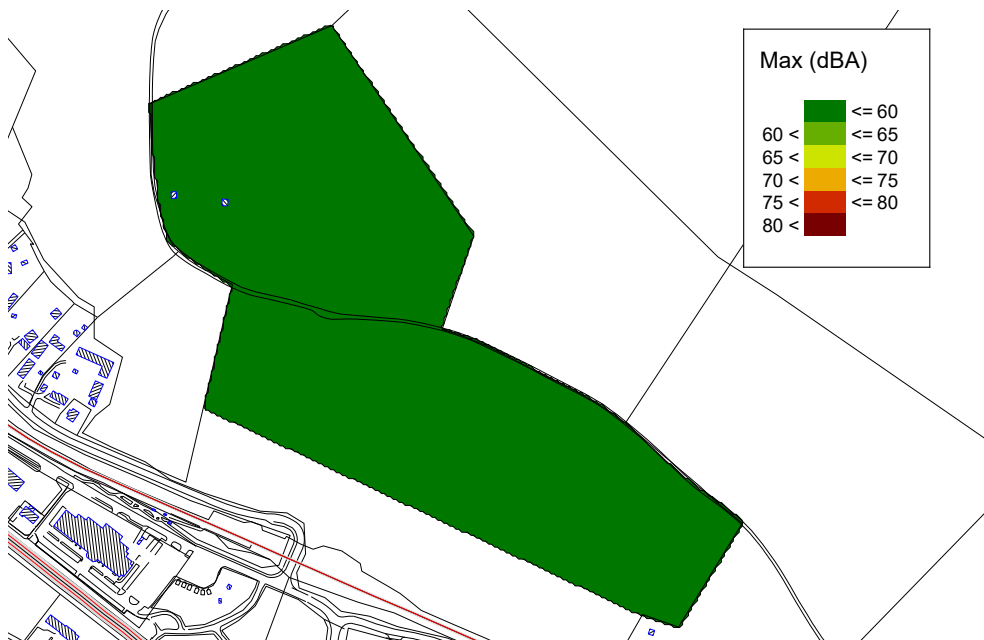 Max (dBA)
<= 60
60 < <= 65
65 < <= 70
70 < <= 75
75 < <= 80
80 <